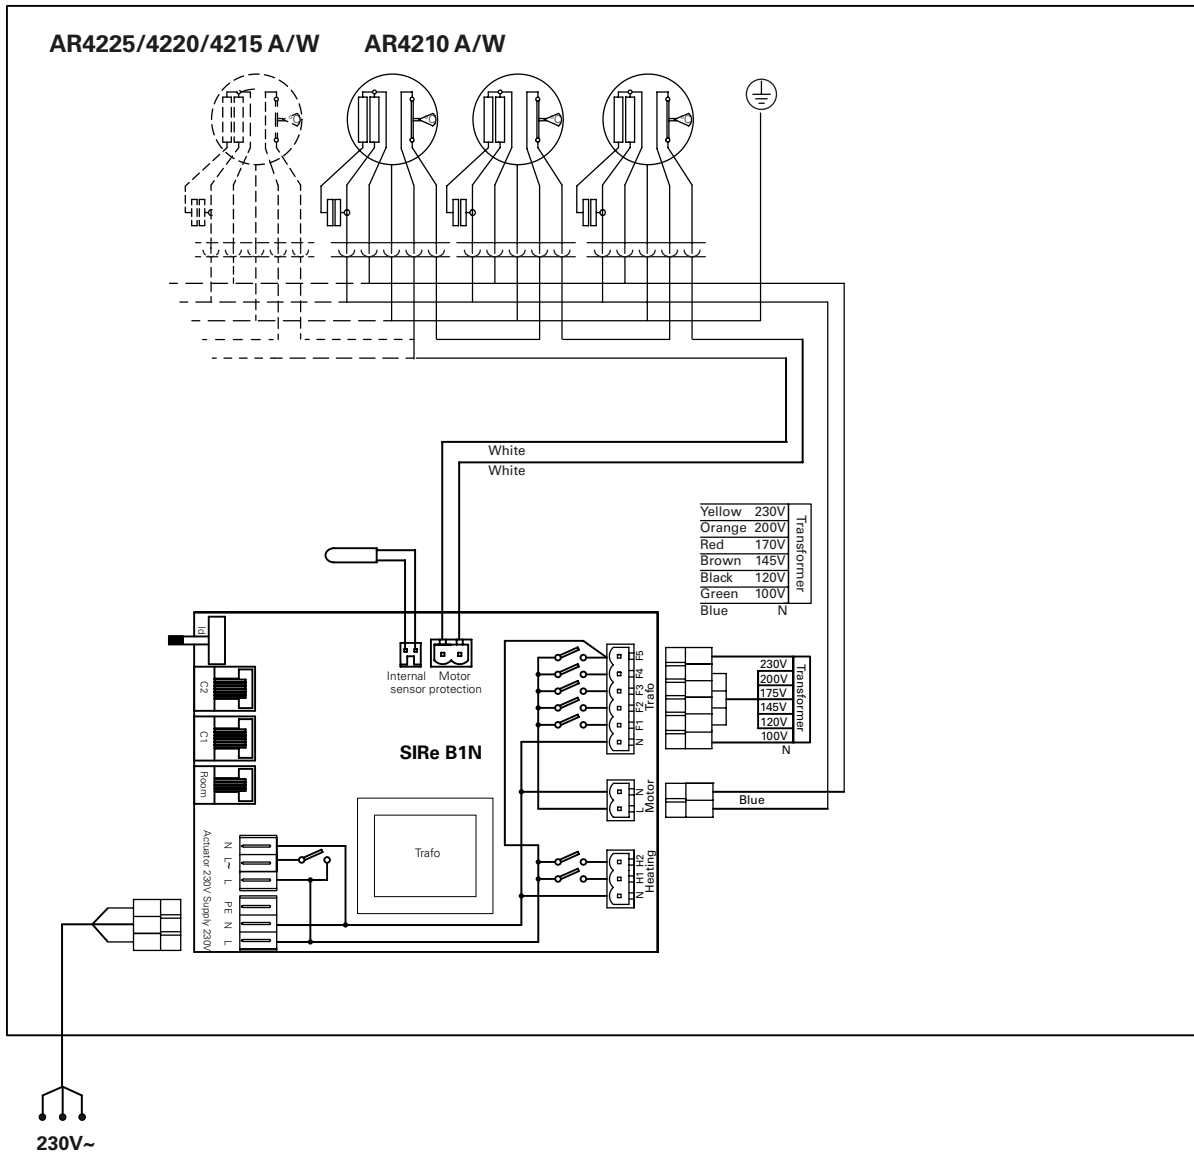 AR4225/4220/4215 A/W AR4210 A/W
White
White
Yellow 230V
Orange 200V
Red 170V
Brown 145V
Black 120V
Green 100V
Blue N
Transformer
Id
C2
C1
Room
Internal sensor
Motor protection
SIRe B1N
Trafo
F5
F4
F3
F2
F1
N
Trafo
N
L
Motor
H2
H1
N
Heating
230V
200V
175V
145V
120V
100V
N
Transformer
Blue
Actuator 230V
N
L~
L
Supply 230V
PE
N
L
230V~